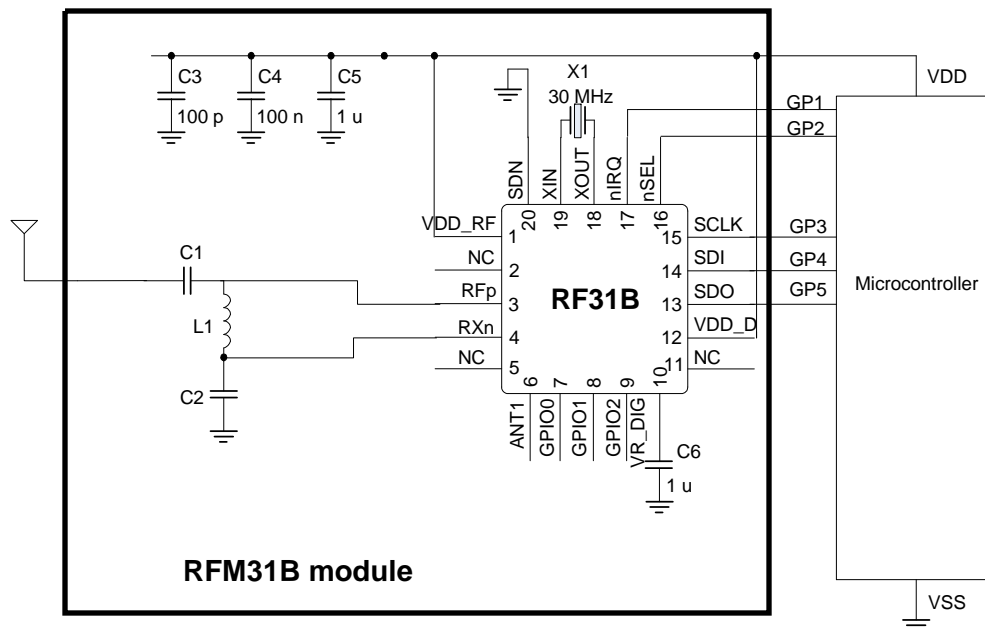 VDD
C3
C4
C5
X1
30 MHz
GP1
100 p
100 n
1 u
GP2
SDN
XIN
XOUT
nIRQ
nSEL
20
19
18
17
16
VDD_RF
1
15
SCLK
GP3
NC
2
14
SDI
GP4
C1
RFp
3
RF31B
13
SDO
GP5
Microcontroller
L1
RXn
4
12
VDD_D
NC
5
11
NC
6
7
8
9
10
C2
ANT1
GPIO0
GPIO1
GPIO2
VR_DIG
C6
1 u
RFM31B module
VSS